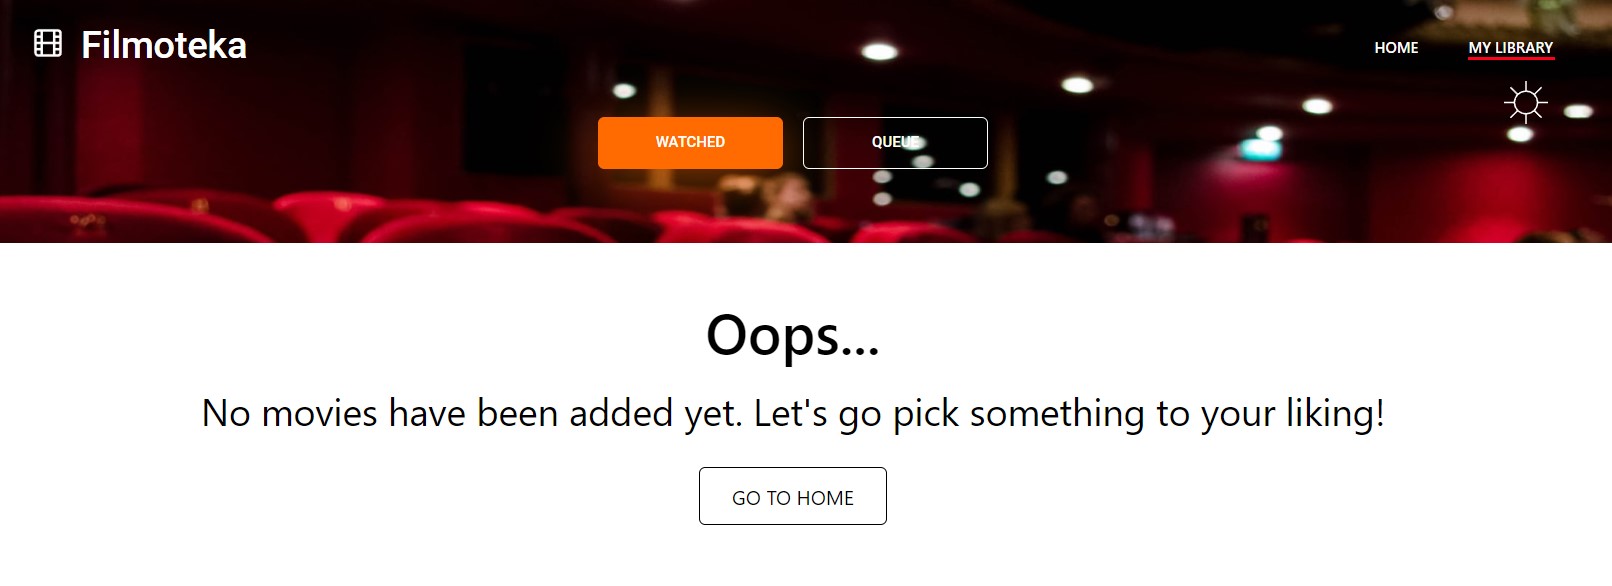 Filmoteka
HOME
MY LIBRARY
WATCHED
QUEUE
Oops...
No movies have been added yet. Let's go pick something to your liking!
GO TO HOME